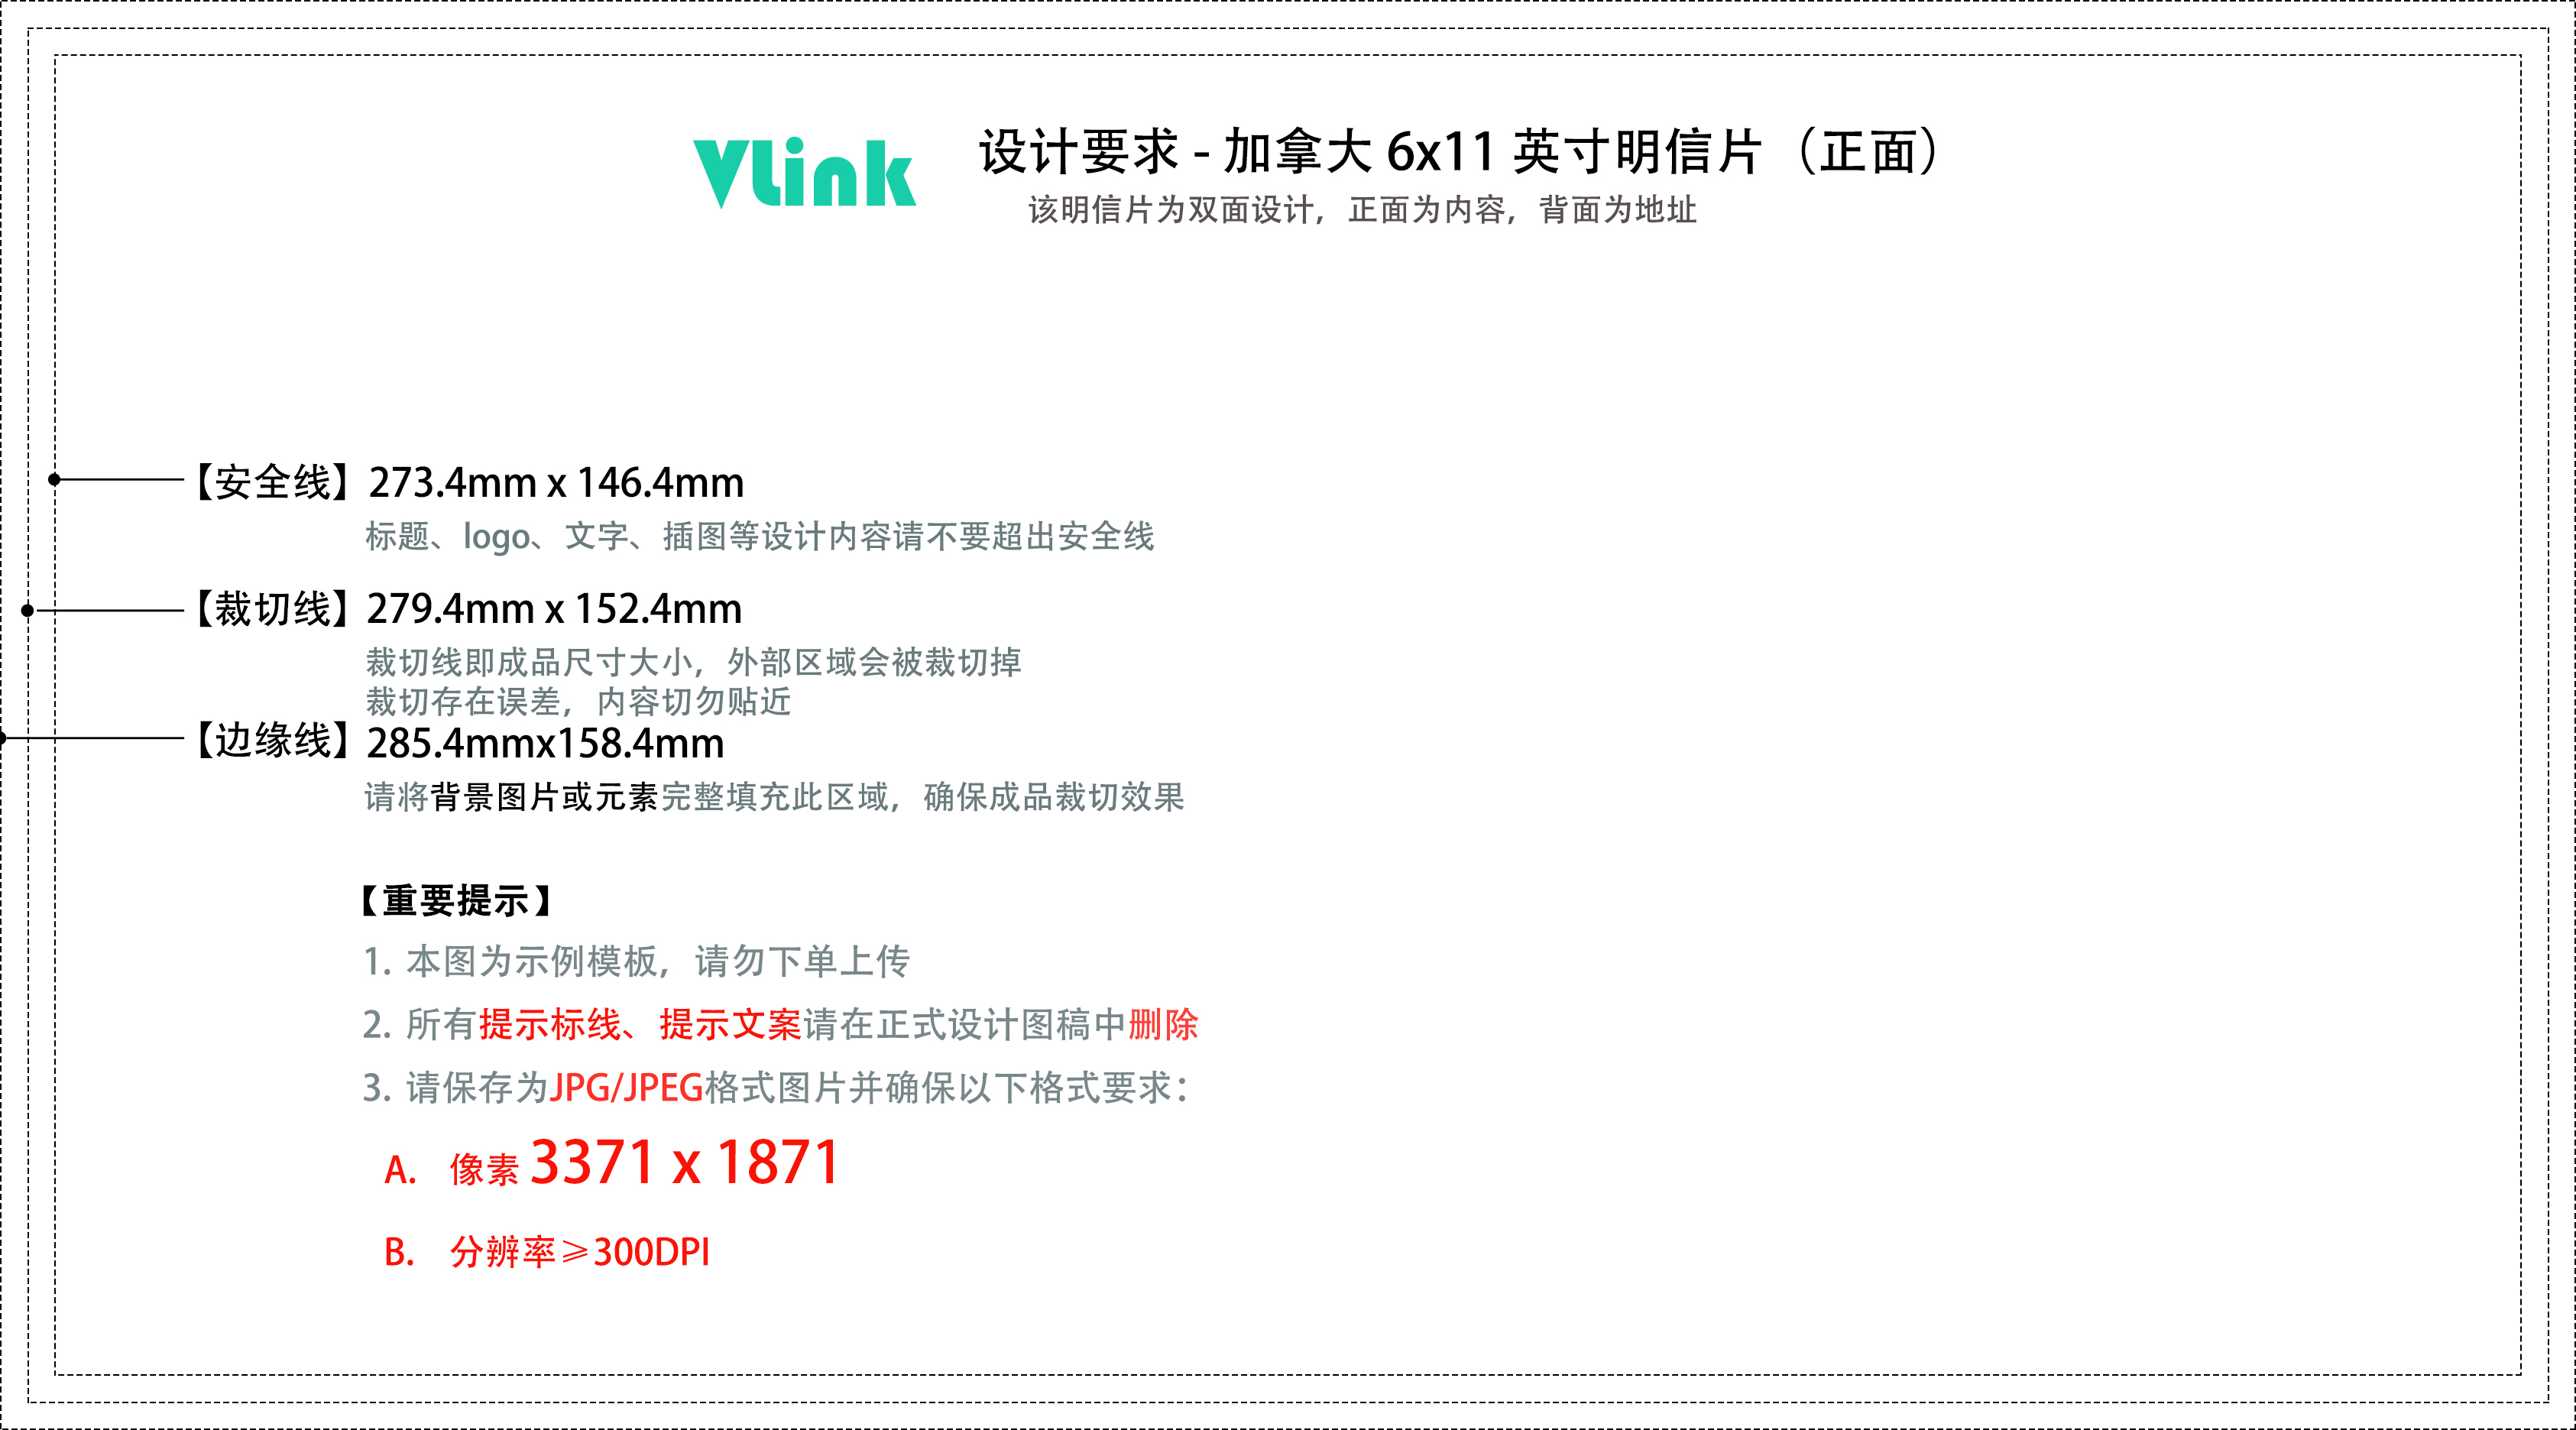 Vlink
设计要求 - 加拿大 6x11 英寸明信片（正面）
该明信片为双面设计，正面为内容，背面为地址
【安全线】273.4mm x 146.4mm
标题、logo、文字、插图等设计内容请不要超出安全线
【裁切线】279.4mm x 152.4mm
裁切线即成品尺寸大小，外部区域会被裁切掉
裁切存在误差，内容切勿贴近
【边缘线】285.4mmx158.4mm
请将背景图片或元素完整填充此区域，确保成品裁切效果
【重要提示】
1. 本图为示例模板，请勿下单上传
2. 所有提示标线、提示文案请在正式设计图稿中删除
3. 请保存为JPG/JPEG格式图片并确保以下格式要求：
A. 像素 3371 x 1871
B. 分辨率≥300DPI